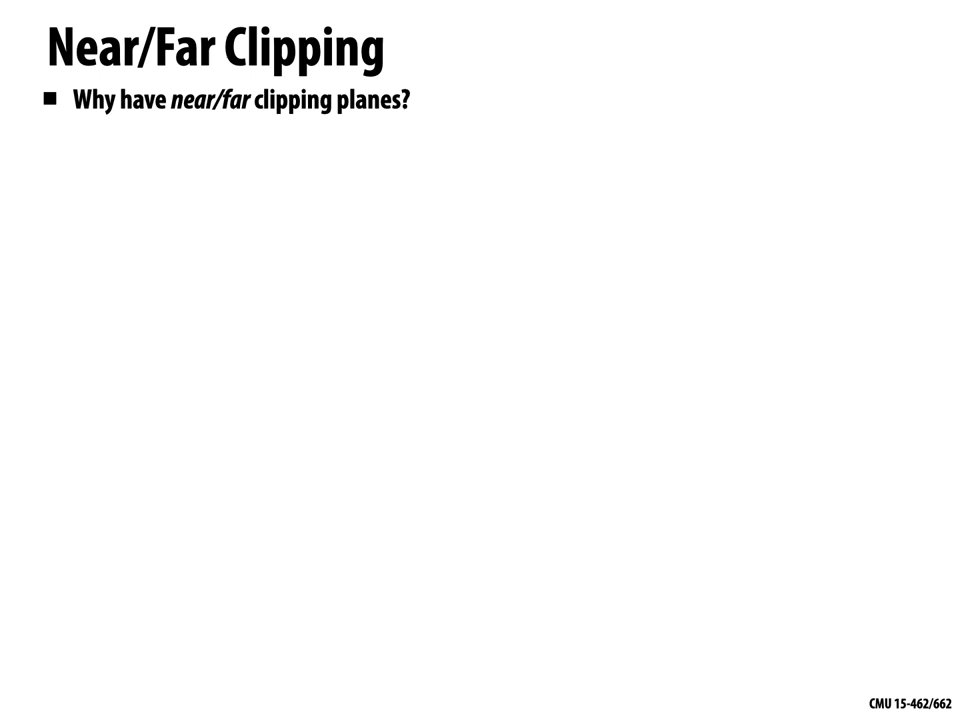 Near/Far Clipping
■ Why have near/far clipping planes?
CMU 15-462/662